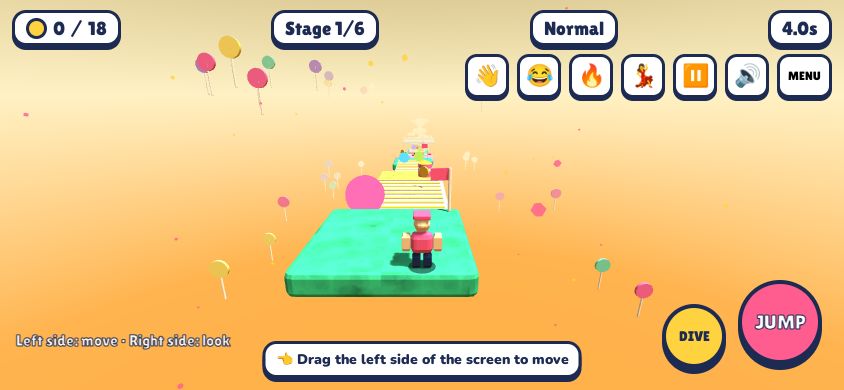 0 / 18
Stage 1/6
Normal
4.0s
MENU
DIVE
JUMP
Left side: move · Right side: look
Drag the left side of the screen to move